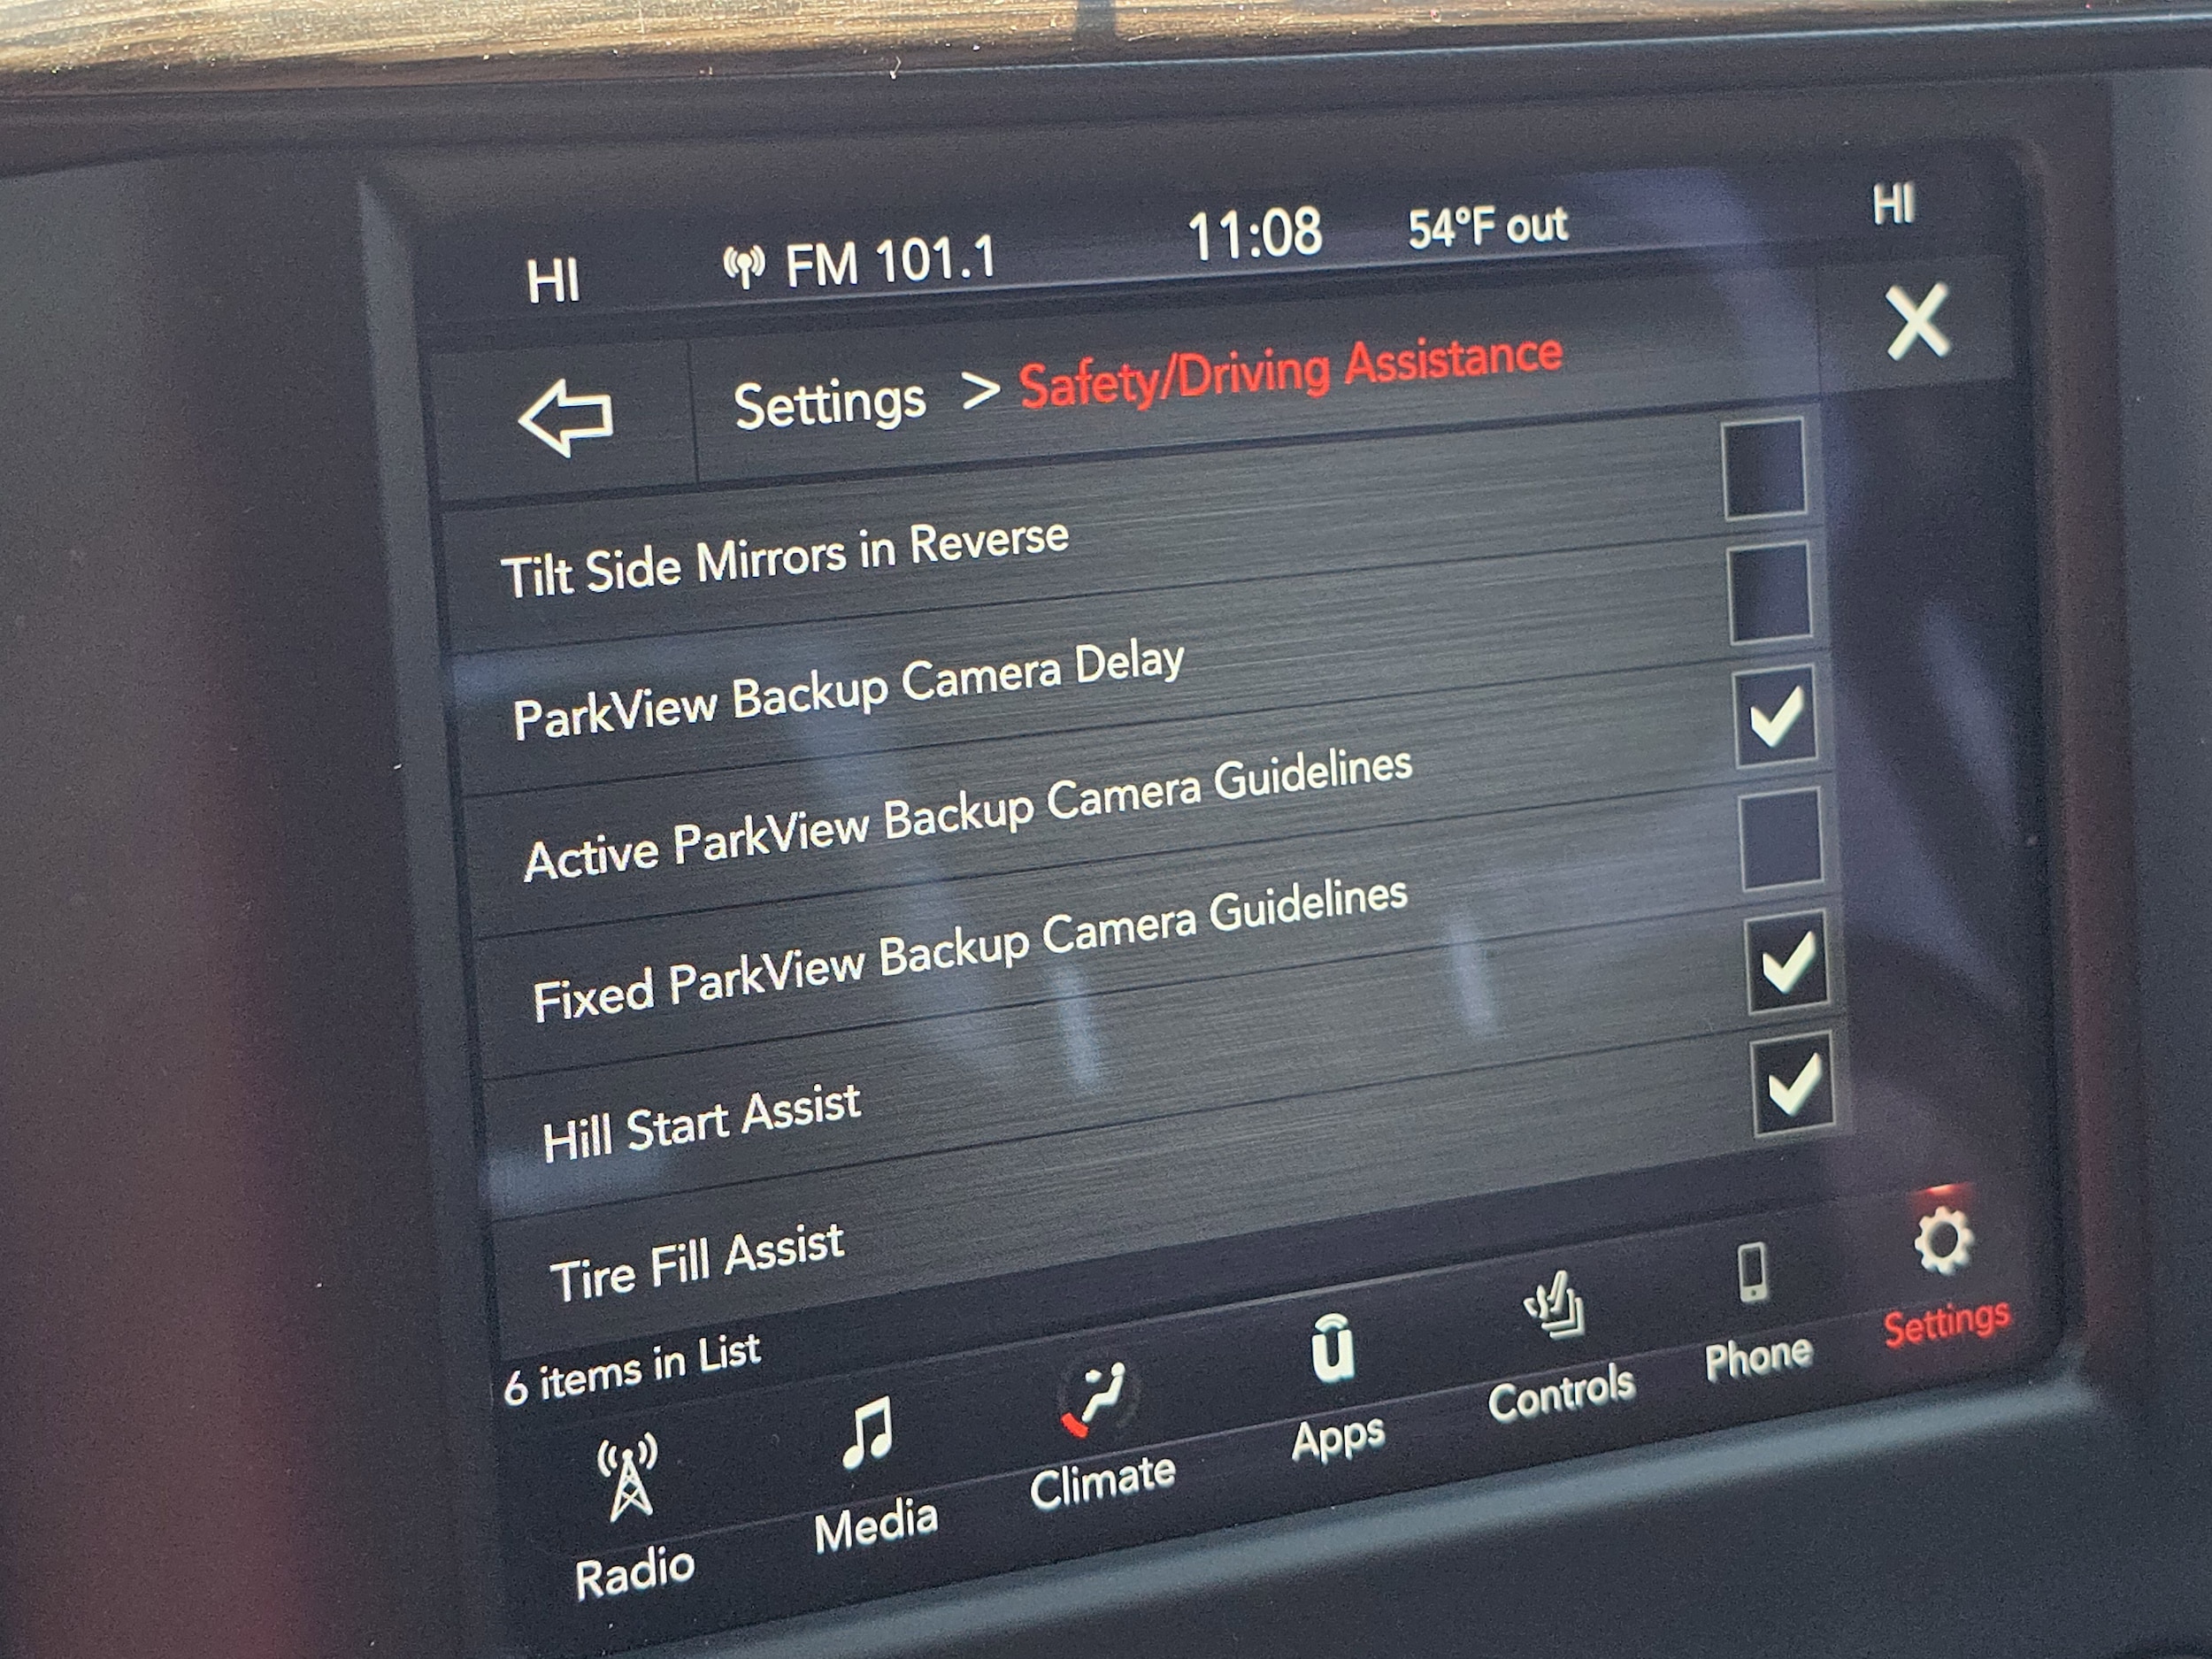 HI FM 101.1 11:08 54°F out HI
Settings > Safety/Driving Assistance
Tilt Side Mirrors in Reverse
ParkView Backup Camera Delay
Active ParkView Backup Camera Guidelines
Fixed ParkView Backup Camera Guidelines
Hill Start Assist
Tire Fill Assist
6 items in List
Radio Media Climate Apps Controls Phone Settings